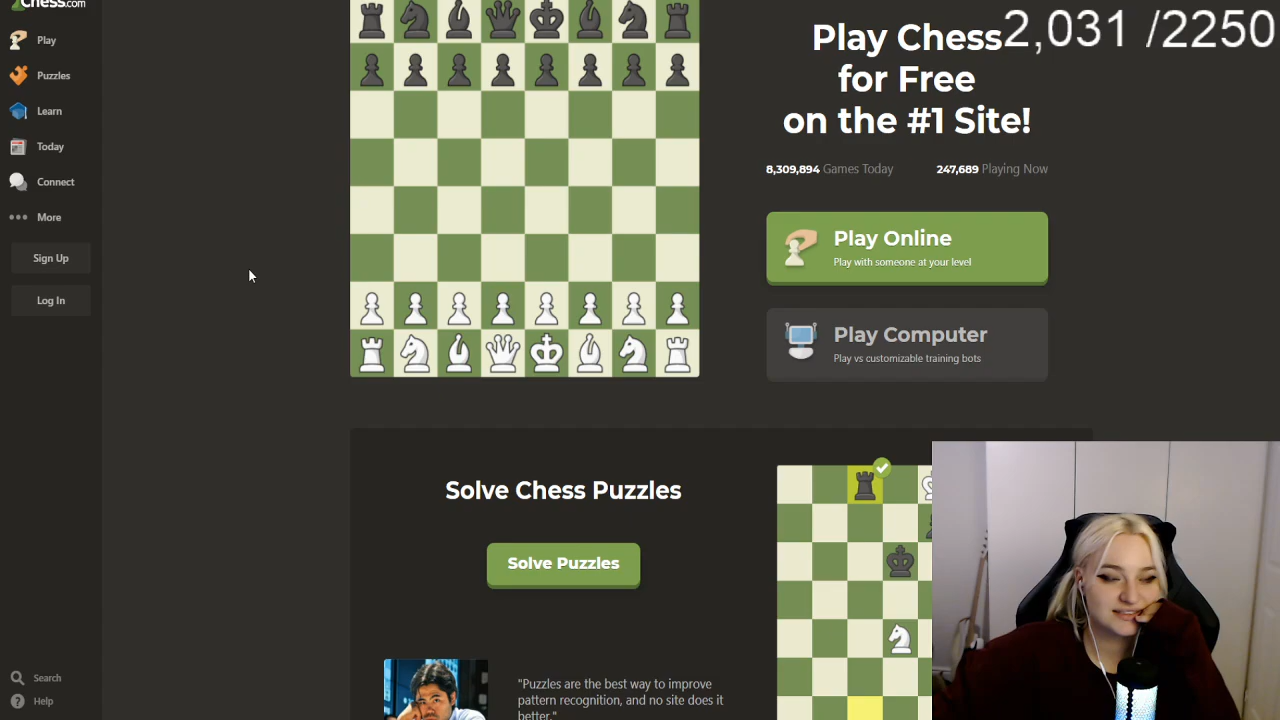 Chess.com
Play
Puzzles
Learn
Today
Connect
More
Sign Up
Log In
Search
Help
Play Chess
for Free
on the #1 Site!
2,031 /2250
8,309,894 Games Today
247,689 Playing Now
Play Online
Play with someone at your level
Play Computer
Play vs customizable training bots
Solve Chess Puzzles
Solve Puzzles
"Puzzles are the best way to improve
pattern recognition, and no site does it
better."